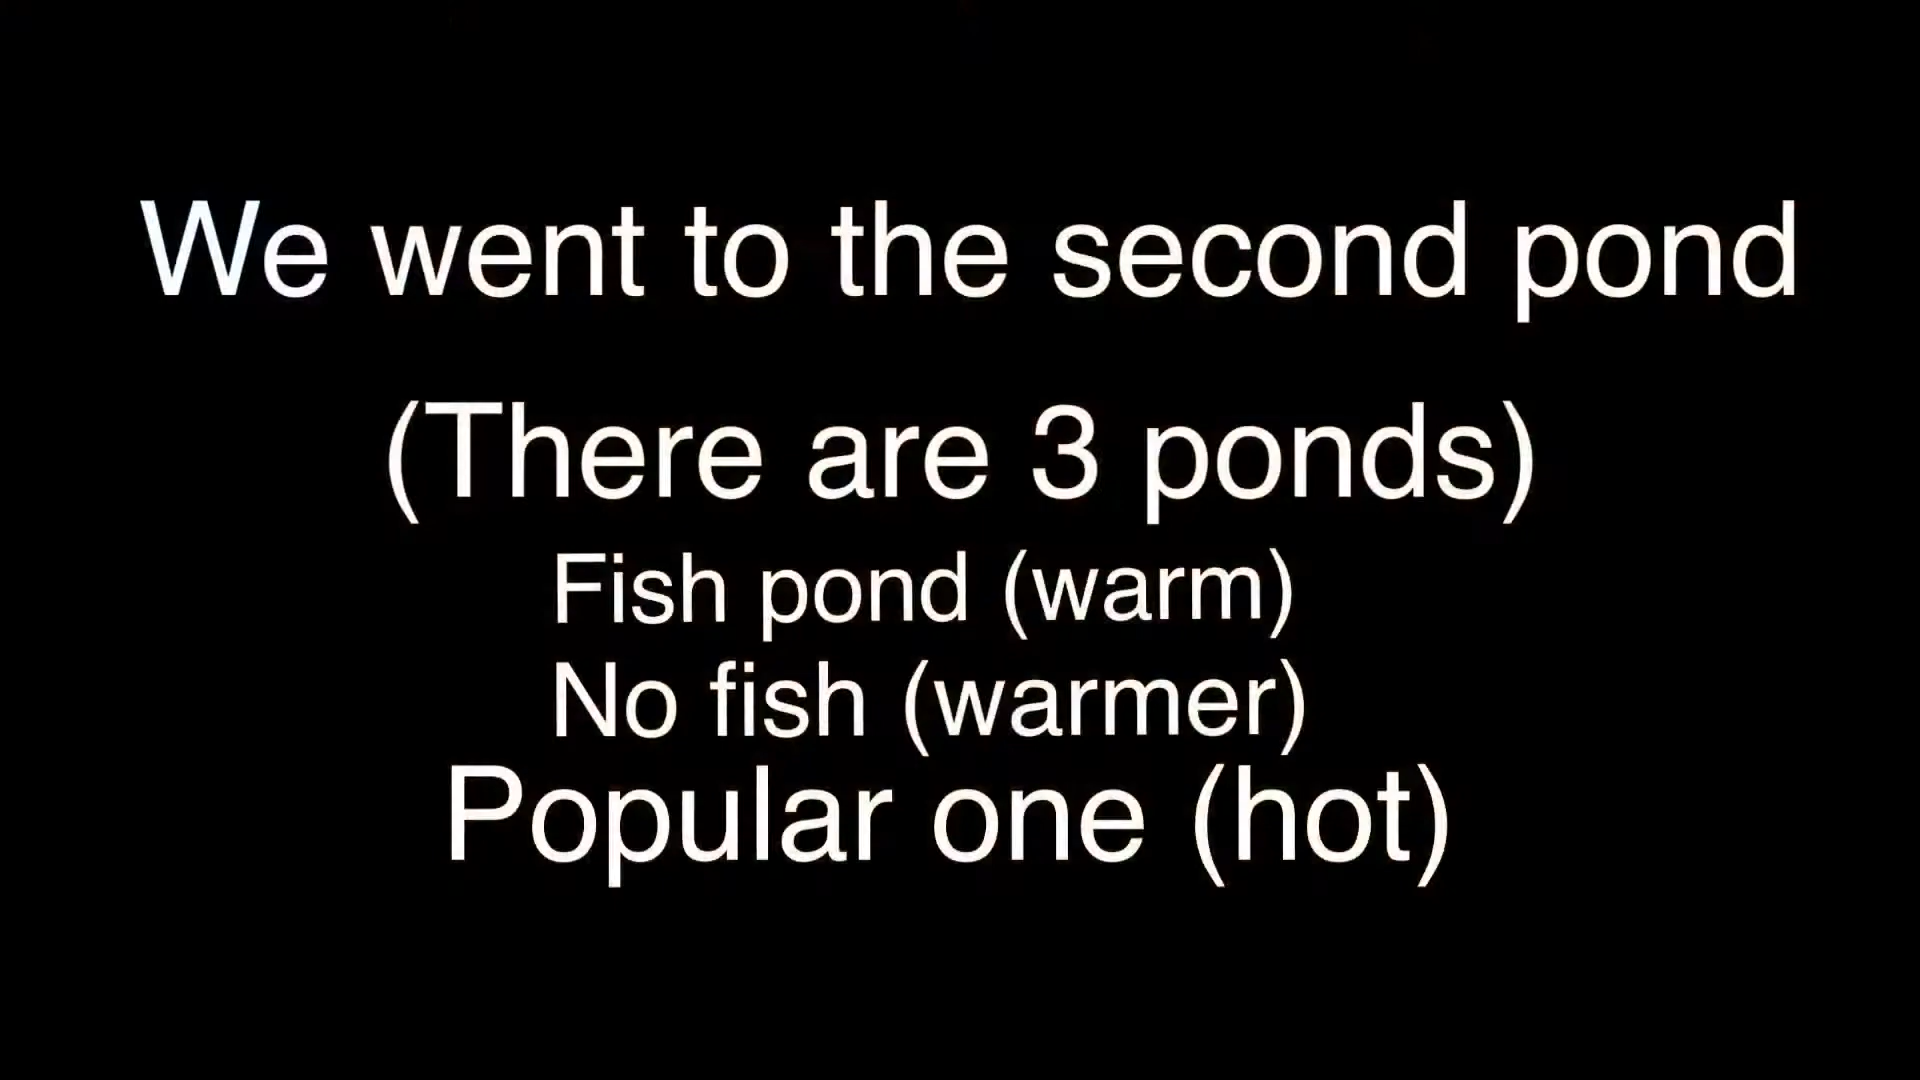 We went to the second pond
(There are 3 ponds)
Fish pond (warm)
No fish (warmer)
Popular one (hot)